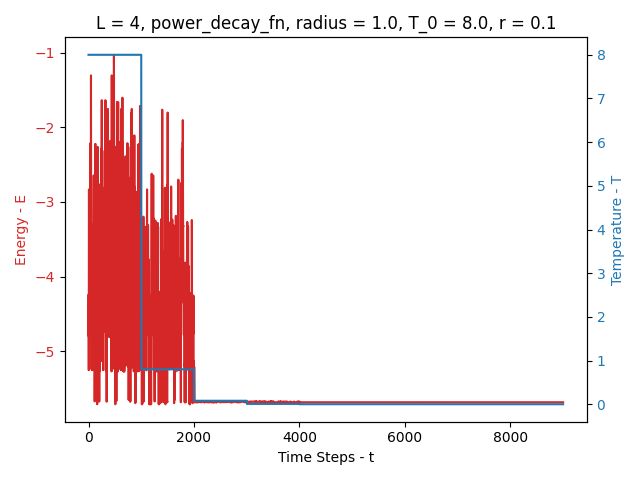 L = 4, power_decay_fn, radius = 1.0, T_0 = 8.0, r = 0.1
−1
−2
−3
−4
−5
Energy - E
8
7
6
5
4
3
2
1
0
Temperature - T
0 2000 4000 6000 8000
Time Steps - t